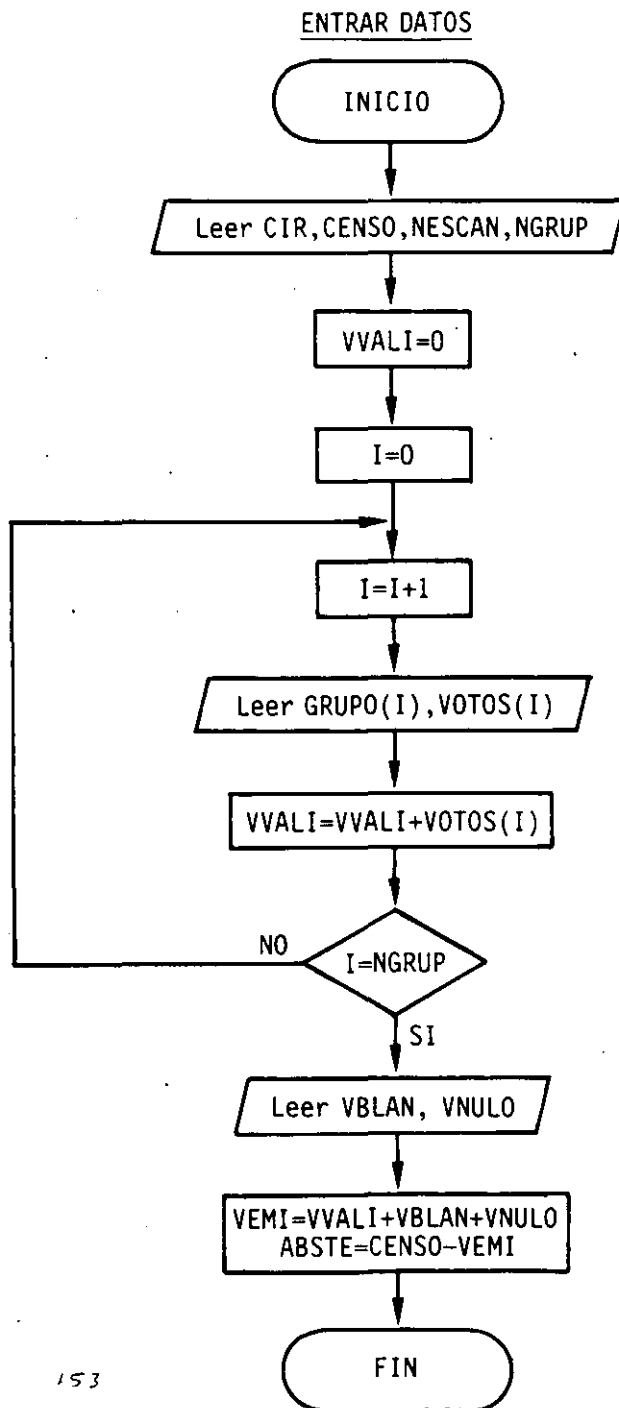 ENTRAR DATOS
INICIO
Leer CIR,CENSO,NESCAN,NGRUP
VVALI=0
I=0
I=I+1
Leer GRUPO(I),VOTOS(I)
VVALI=VVALI+VOTOS(I)
NO
I=NGRUP
SI
Leer VBLAN, VNULO
VEMI=VVALI+VBLAN+VNULO
ABSTE=CENSO-VEMI
FIN
153